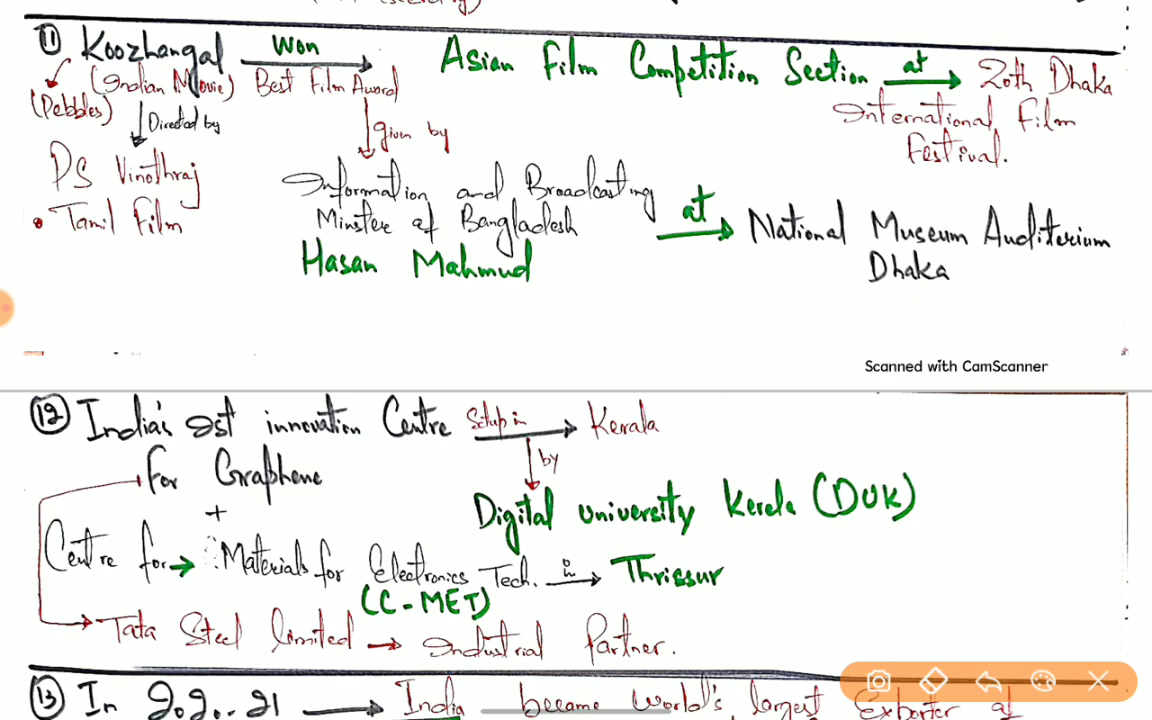 11 Koozhangal Won Asian Film Competition Section at 20th Dhaka
(Indian Movie) Best Film Award International Film
(Pebbles) Directed by given by Festival.
PS Vinothraj Information and Broadcasting
• Tamil Film Minstere of Bangladesh at National Museum Auditorium
Hasan Mahmud Dhaka
Scanned with CamScanner
12 India's Ist innovation Centre Setup in Kerala
for Graphene by
+ Digital university Kerala (DUK)
Centre for Materials for Electronics Tech. in Thrissur
(C-MET)
Tata Steel limited Industrial Partner.
13 In 2020-21 India became World's largest Exporter of